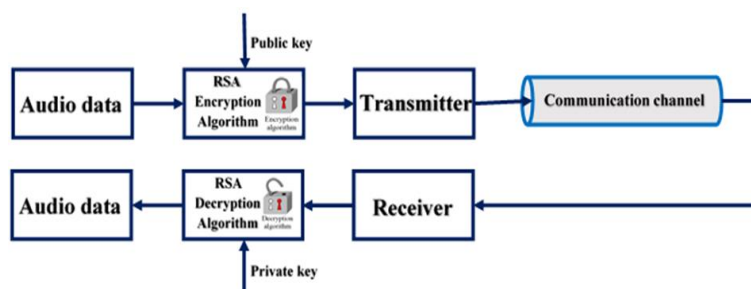 Public key
Audio data
RSA
Encryption
Algorithm
Encryption
algorithm
Transmitter
Communication channel
Audio data
RSA
Decryption
Algorithm
Decryption
algorithm
Receiver
Private key